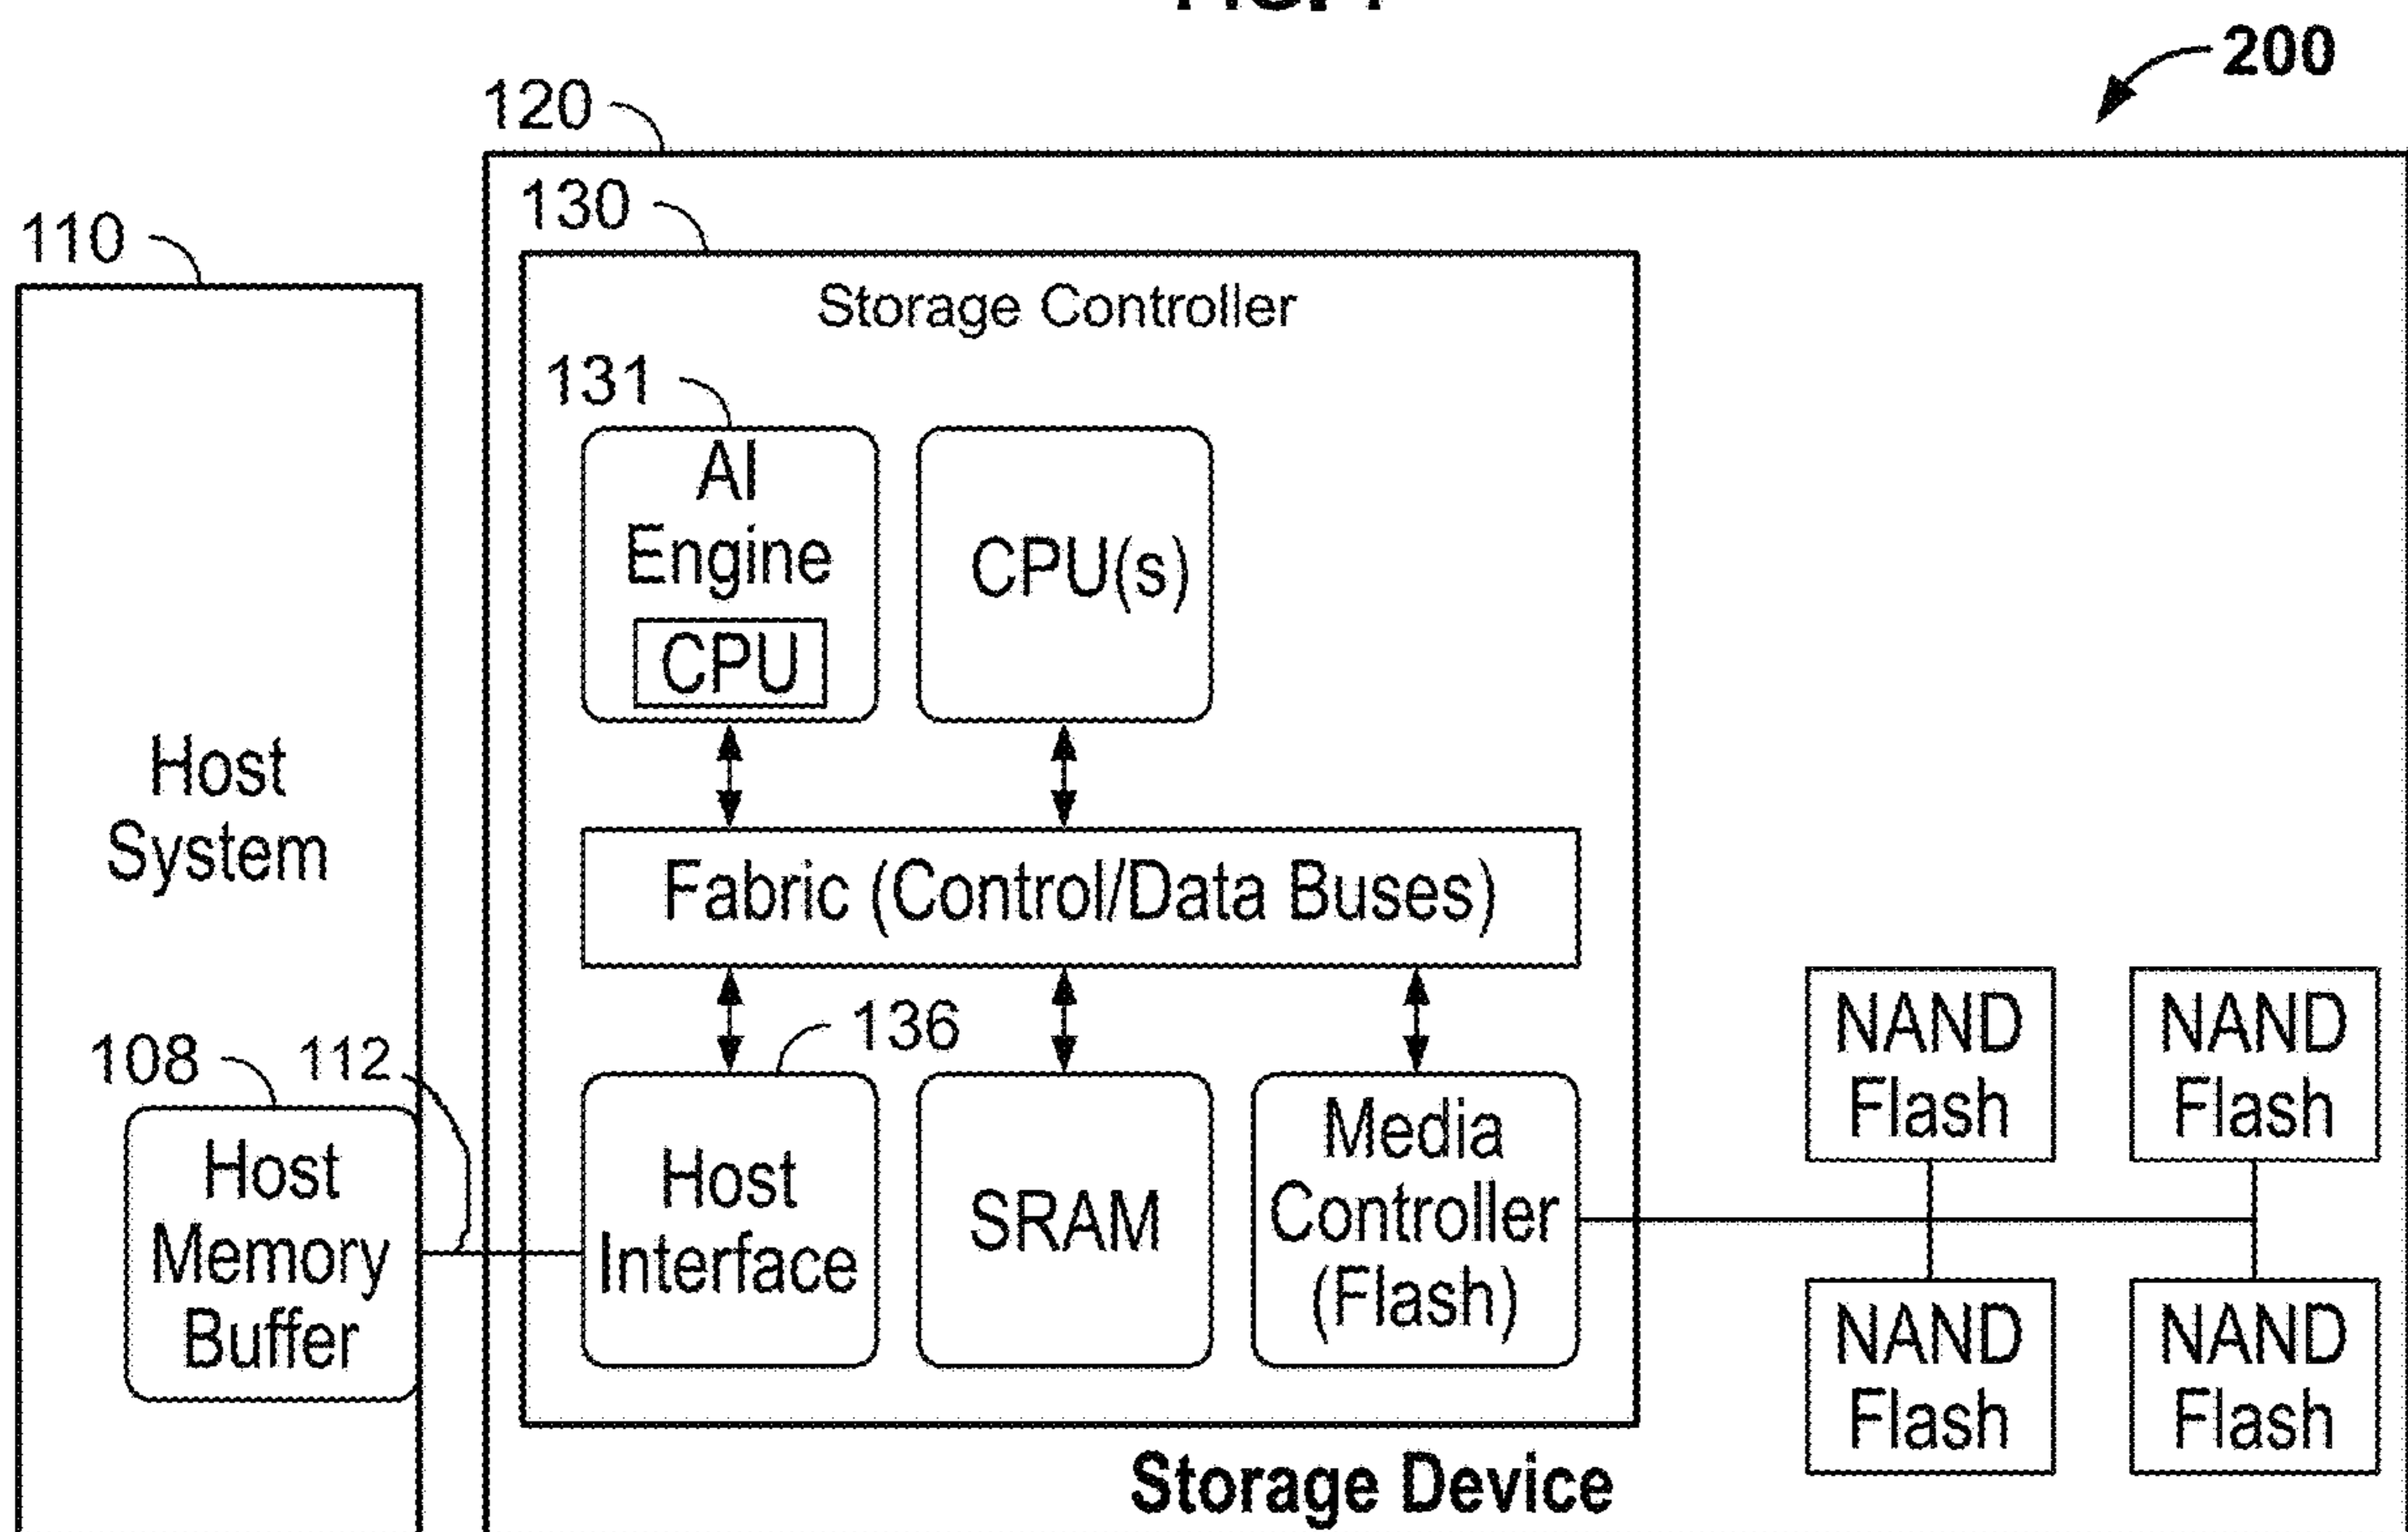 200
120
130
110
Storage Controller
131
AI
Engine
CPU
CPU(s)
Host
System
Fabric (Control/Data Buses)
136
108
112
Host
Memory
Buffer
Host
Interface
SRAM
Media
Controller
(Flash)
NAND
Flash
NAND
Flash
NAND
Flash
NAND
Flash
Storage Device